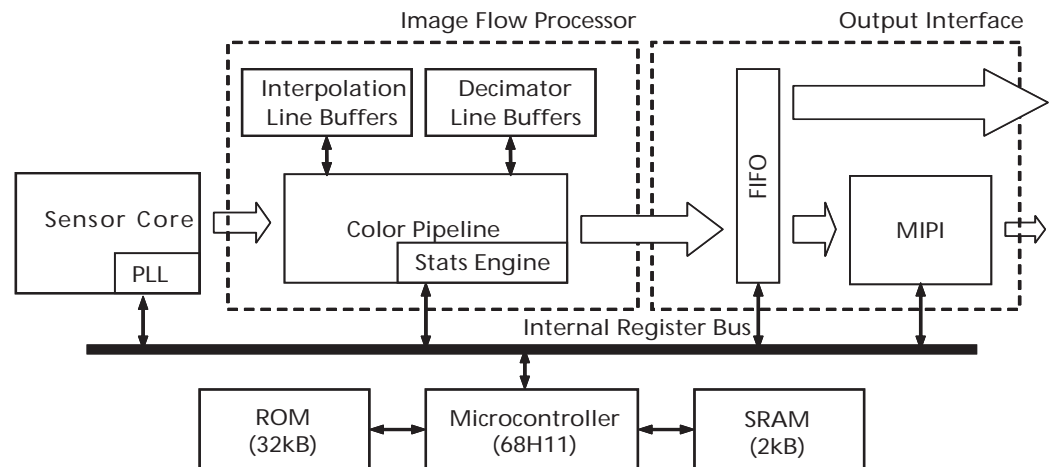 Image Flow Processor
Output Interface
Interpolation
Line Buffers
Decimator
Line Buffers
Sensor Core
PLL
Color Pipeline
Stats Engine
FIFO
MIPI
Internal Register Bus
ROM
(32kB)
Microcontroller
(68H11)
SRAM
(2kB)